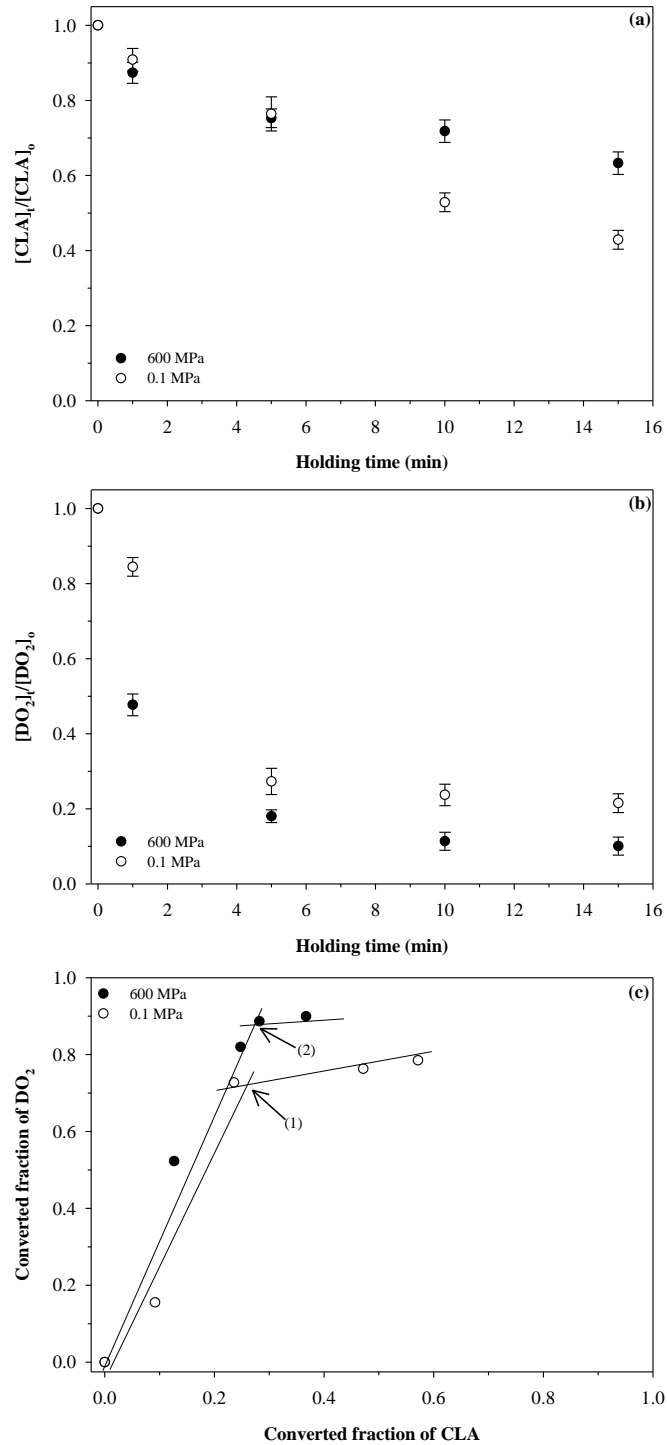 (a)
1.0
0.8
0.6
0.4
0.2
0.0
[CLA]t/[CLA]o
600 MPa
0.1 MPa
0 2 4 6 8 10 12 14 16
Holding time (min)
(b)
1.0
0.8
0.6
0.4
0.2
0.0
[DO2]t/[DO2]o
600 MPa
0.1 MPa
0 2 4 6 8 10 12 14 16
Holding time (min)
(c)
1.0
0.8
0.6
0.4
0.2
0.0
Converted fraction of DO2
600 MPa
0.1 MPa
(2)
(1)
0.0 0.2 0.4 0.6 0.8 1.0
Converted fraction of CLA